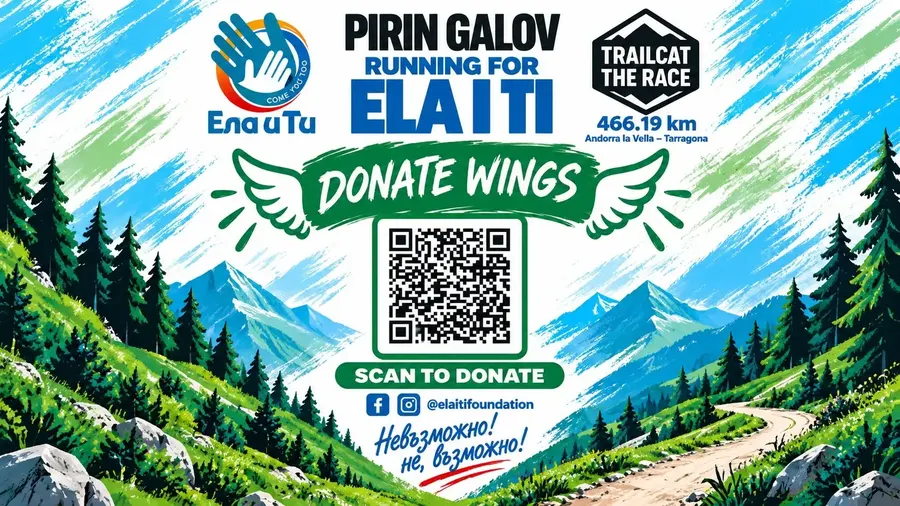 COME YOU TOO
Ела и Ти
PIRIN GALOV
RUNNING FOR
ELA I TI
TRAILCAT
THE RACE
466.19 km
Andorra la Vella – Tarragona
DONATE WINGS
SCAN TO DONATE
@elaitifoundation
Невъзможно!
не, възможно!